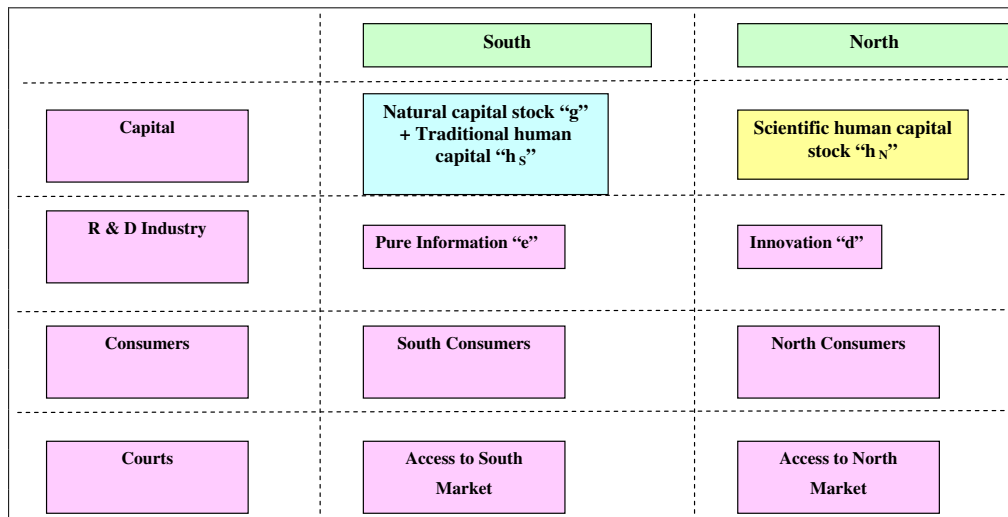 South
North
Capital
Natural capital stock “g”
+ Traditional human
capital “h S”
Scientific human capital
stock “h N”
R & D Industry
Pure Information “e”
Innovation “d”
Consumers
South Consumers
North Consumers
Courts
Access to South
Market
Access to North
Market